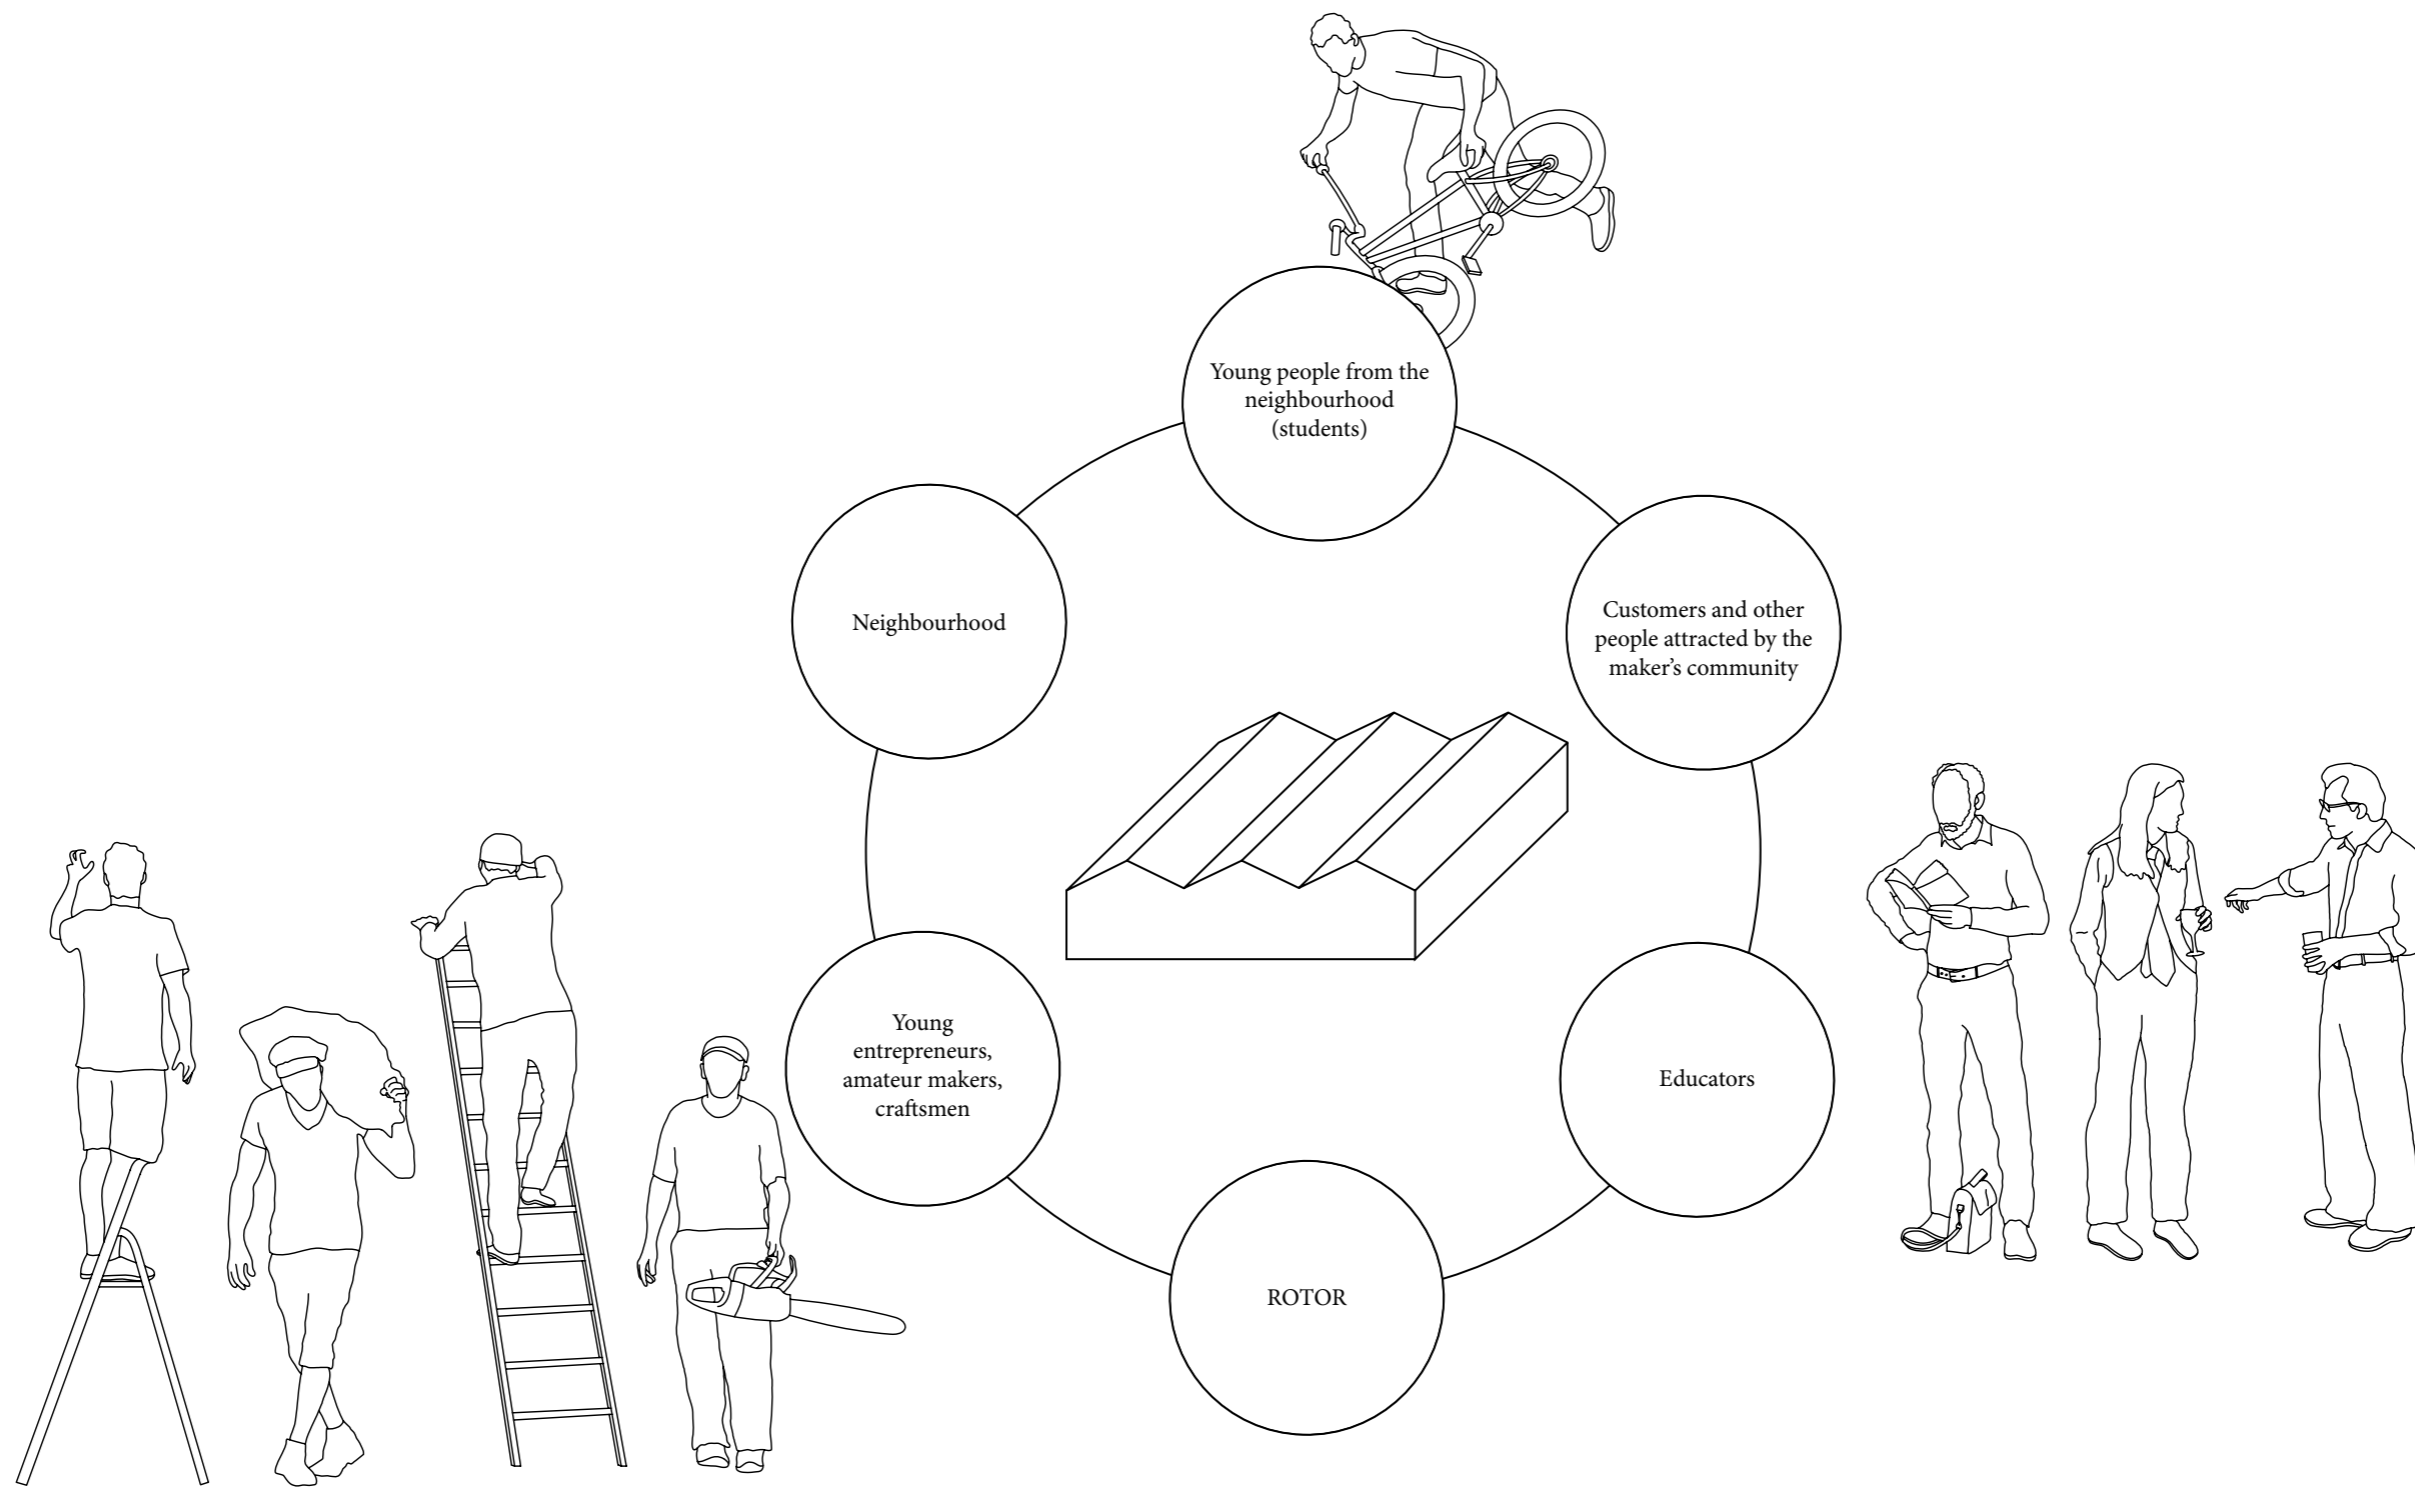 Young people from the
neighbourhood
(students)
Neighbourhood
Customers and other
people attracted by the
maker’s community
Young
entrepreneurs,
amateur makers,
craftsmen
Educators
ROTOR